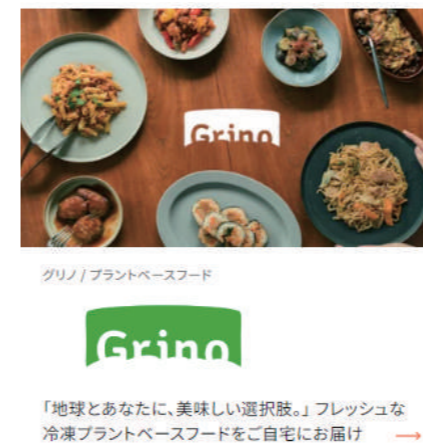 Grino
グリノ / プラントベースフード
Grino
「地球とあなたに、美味しい選択肢。」フレッシュな
冷凍プラントベースフードをご自宅にお届け